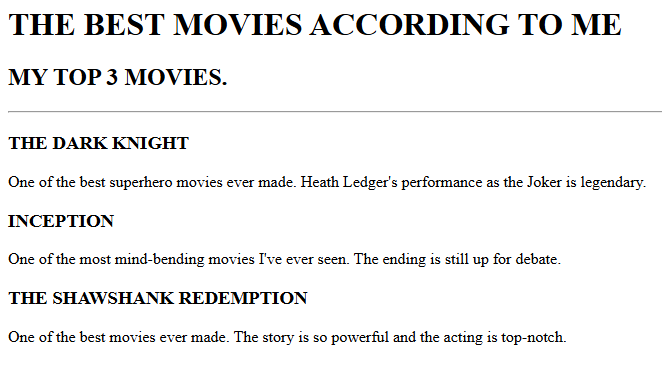 THE BEST MOVIES ACCORDING TO ME
MY TOP 3 MOVIES.
THE DARK KNIGHT
One of the best superhero movies ever made. Heath Ledger's performance as the Joker is legendary.
INCEPTION
One of the most mind-bending movies I've ever seen. The ending is still up for debate.
THE SHAWSHANK REDEMPTION
One of the best movies ever made. The story is so powerful and the acting is top-notch.